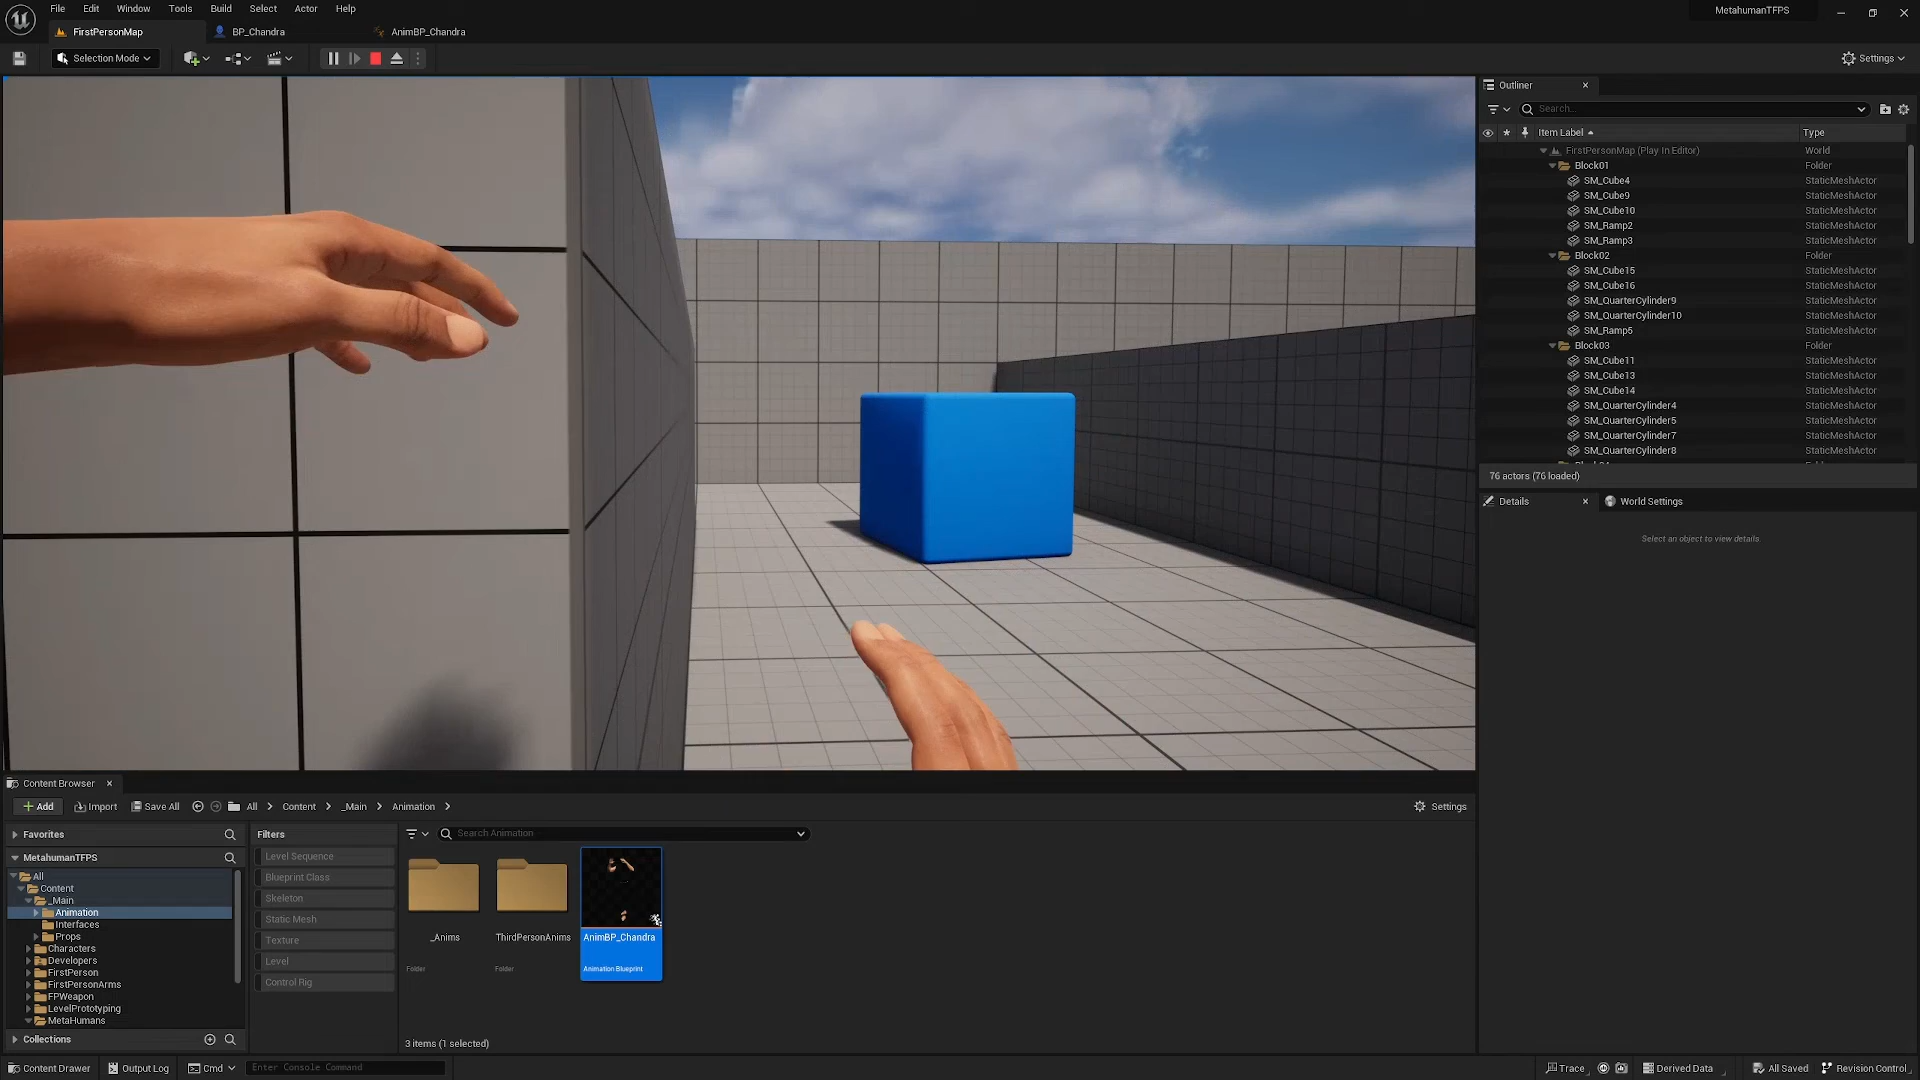 File Edit Window Tools Build Select Actor Help
MetahumanTFPS
FirstPersonMap BP_Chandra AnimBP_Chandra
Selection Mode Settings
Outliner
Search...
Item Label Type
FirstPersonMap (Play In Editor) World
Block01 Folder
SM_Cube4 StaticMeshActor
SM_Cube9 StaticMeshActor
SM_Cube10 StaticMeshActor
SM_Ramp2 StaticMeshActor
SM_Ramp3 StaticMeshActor
Block02 Folder
SM_Cube15 StaticMeshActor
SM_Cube16 StaticMeshActor
SM_QuarterCylinder9 StaticMeshActor
SM_QuarterCylinder10 StaticMeshActor
SM_Ramp5 StaticMeshActor
Block03 Folder
SM_Cube11 StaticMeshActor
SM_Cube13 StaticMeshActor
SM_Cube14 StaticMeshActor
SM_QuarterCylinder4 StaticMeshActor
SM_QuarterCylinder5 StaticMeshActor
SM_QuarterCylinder7 StaticMeshActor
SM_QuarterCylinder8 StaticMeshActor
76 actors (76 loaded)
Details World Settings
Select an object to view details.
Content Browser
Add Import Save All All Content _Main Animation Settings
Favorites
MetahumanTFPS
All
Content
_Main
Animation
Interfaces
Props
Characters
Developers
FirstPerson
FirstPersonArms
FPWeapon
LevelPrototyping
MetaHumans
Collections
Filters
Level Sequence
Blueprint Class
Skeleton
Static Mesh
Texture
Level
Control Rig
Search Animation
_Anims ThirdPersonAnims AnimBP_Chandra
Folder Folder Animation Blueprint
3 items (1 selected)
Content Drawer Output Log Cmd Enter Console Command Trace Derived Data All Saved Revision Control